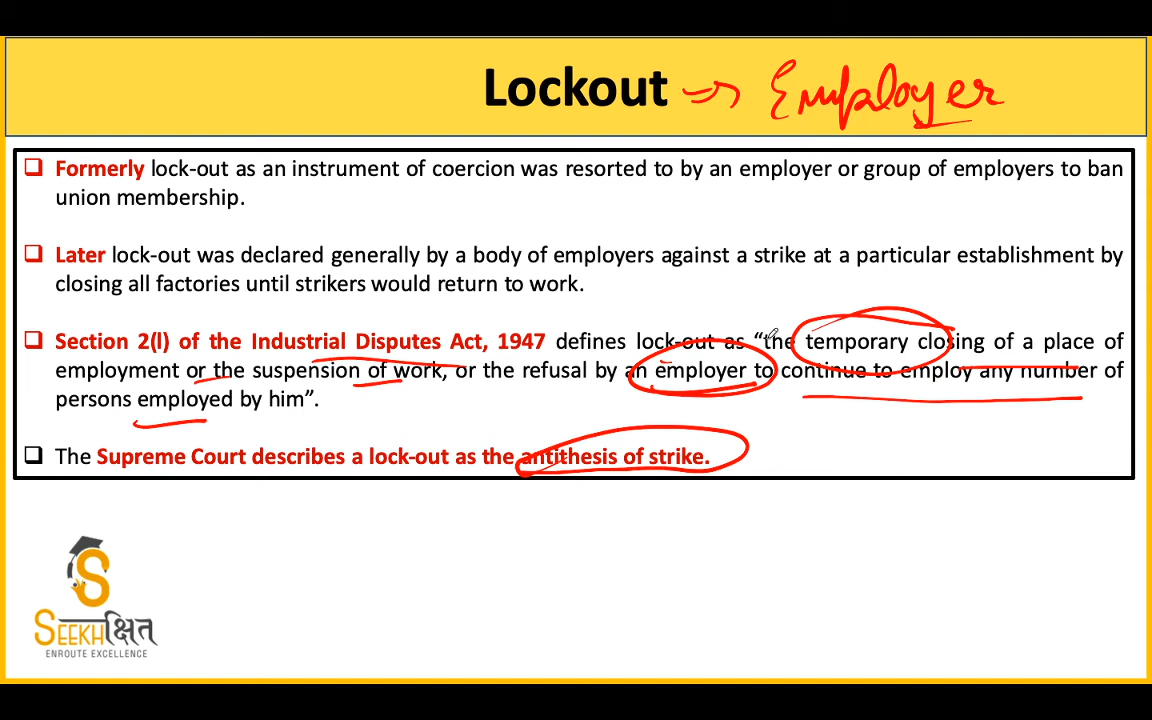 Lockout → Employer
❑ Formerly lock-out as an instrument of coercion was resorted to by an employer or group of employers to ban
union membership.
❑ Later lock-out was declared generally by a body of employers against a strike at a particular establishment by
closing all factories until strikers would return to work.
❑ Section 2(l) of the Industrial Disputes Act, 1947 defines lock-out as “the temporary closing of a place of
employment or the suspension of work, or the refusal by an employer to continue to employ any number of
persons employed by him”.
❑ The Supreme Court describes a lock-out as the antithesis of strike.
S
SEEKHक्षित
ENROUTE EXCELLENCE